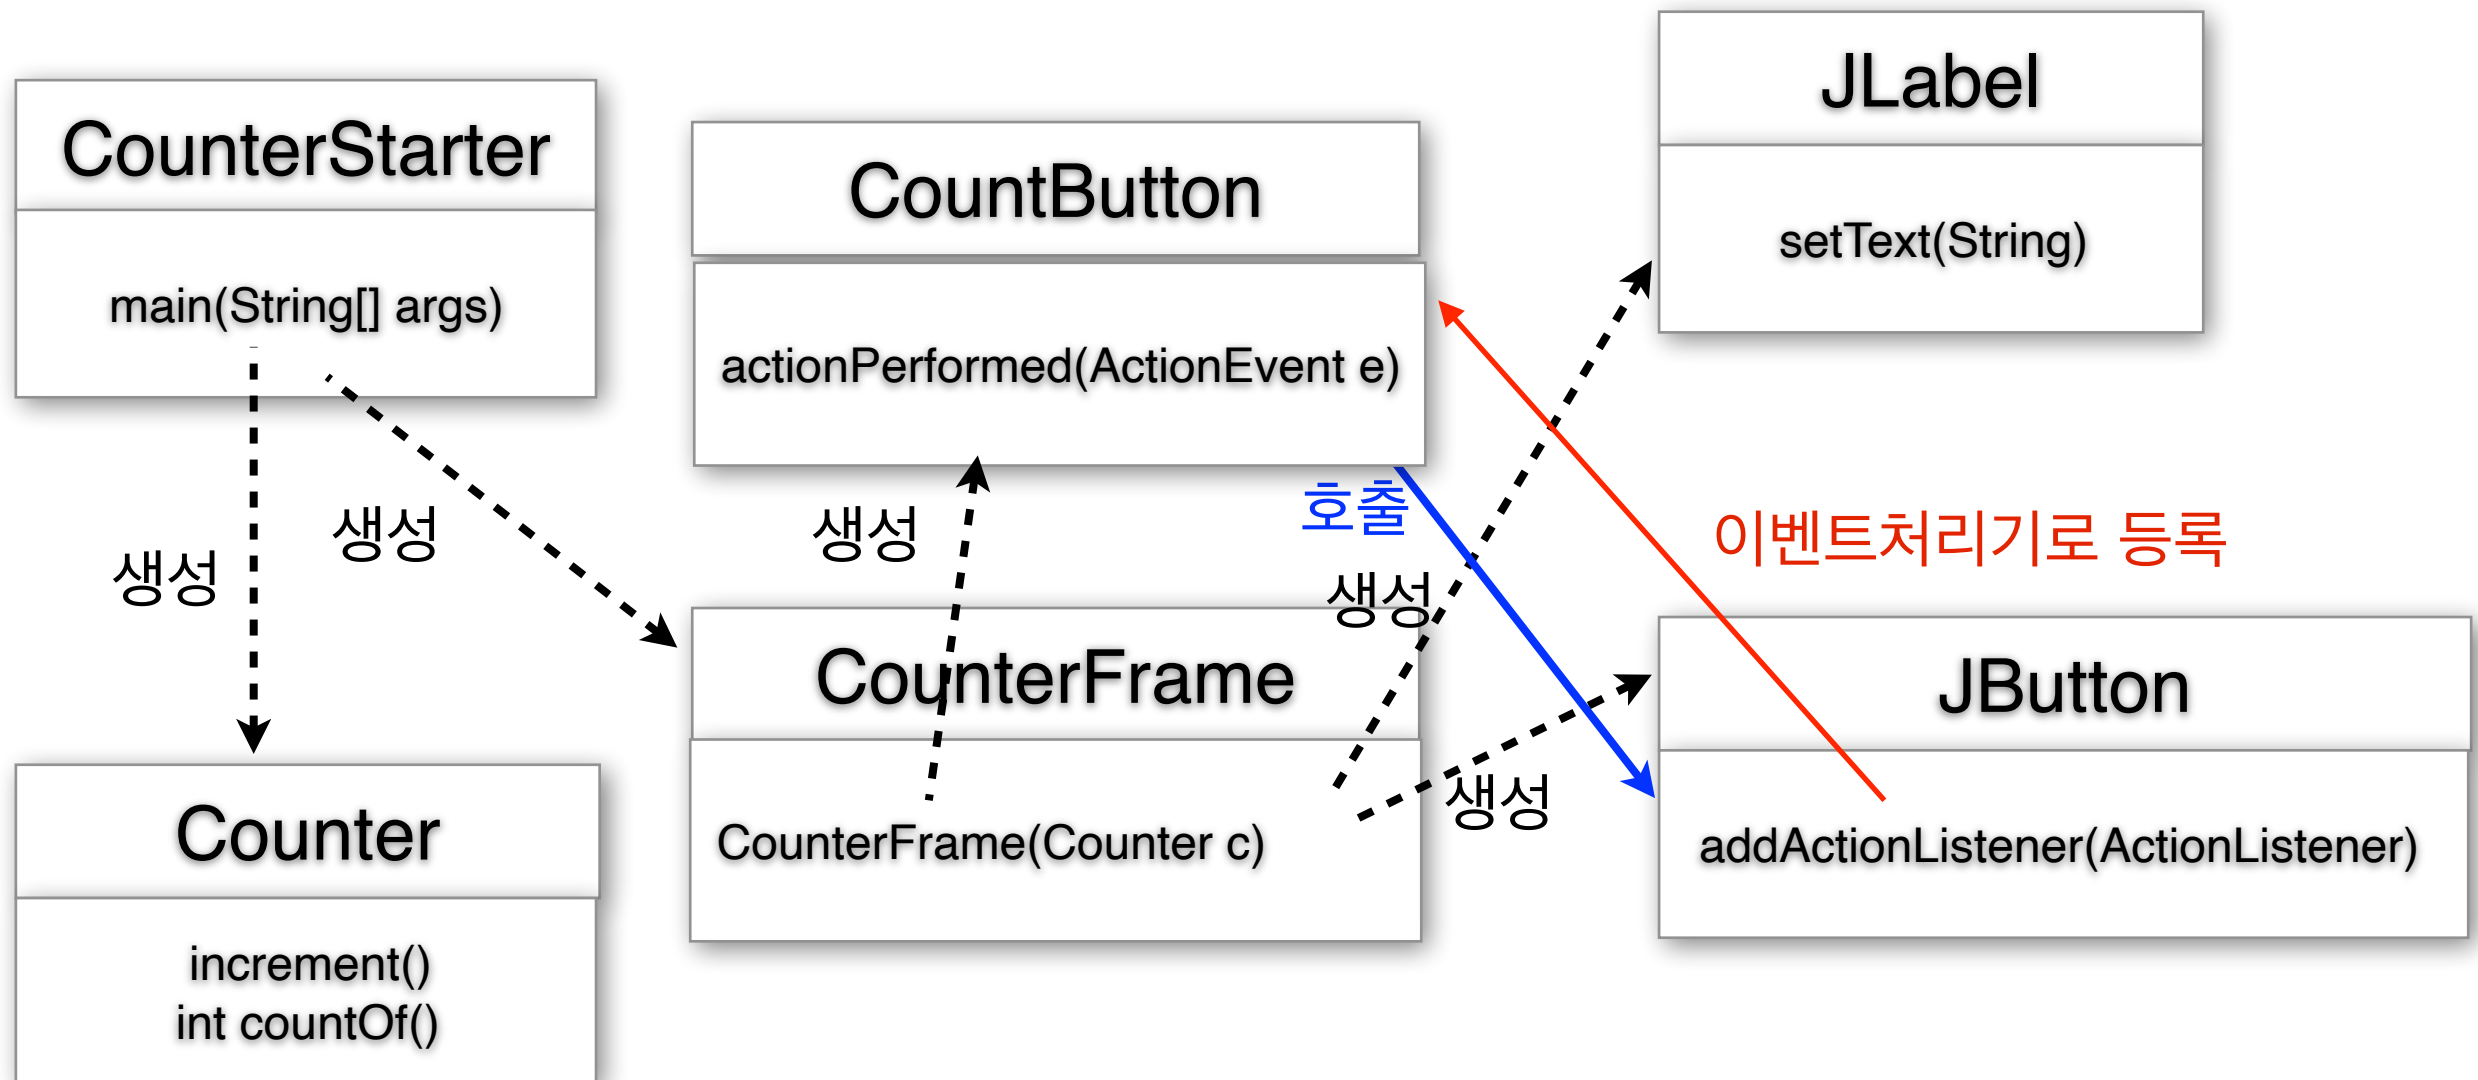 JLabel
setText(String)
CounterStarter
main(String[] args)
CountButton
actionPerformed(ActionEvent e)
호출
이벤트처리기로 등록
생성
생성
생성
생성
생성
CounterFrame
CounterFrame(Counter c)
JButton
addActionListener(ActionListener)
Counter
increment()
int countOf()